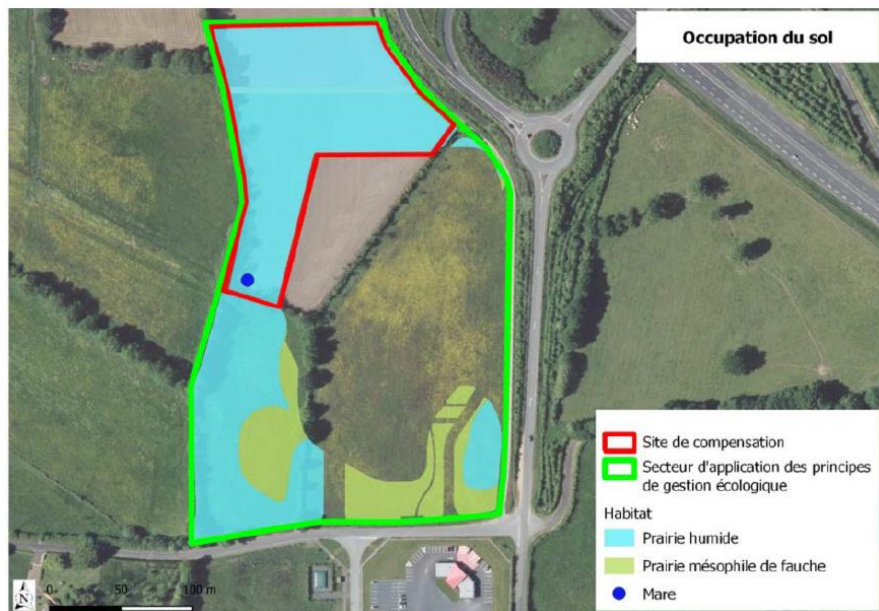 Occupation du sol
Site de compensation
Secteur d'application des principes
de gestion écologique
Habitat
Prairie humide
Prairie mésophile de fauche
Mare
N
0 50 100 m